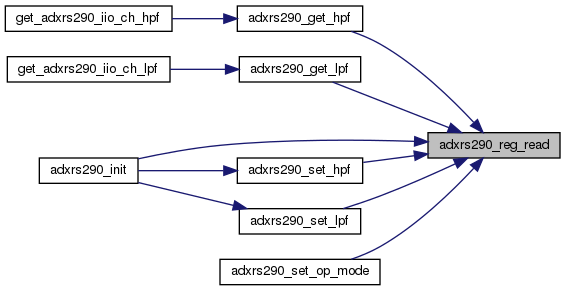 get_adxrs290_iio_ch_hpf
adxrs290_get_hpf
get_adxrs290_iio_ch_lpf
adxrs290_get_lpf
adxrs290_reg_read
adxrs290_init
adxrs290_set_hpf
adxrs290_set_lpf
adxrs290_set_op_mode